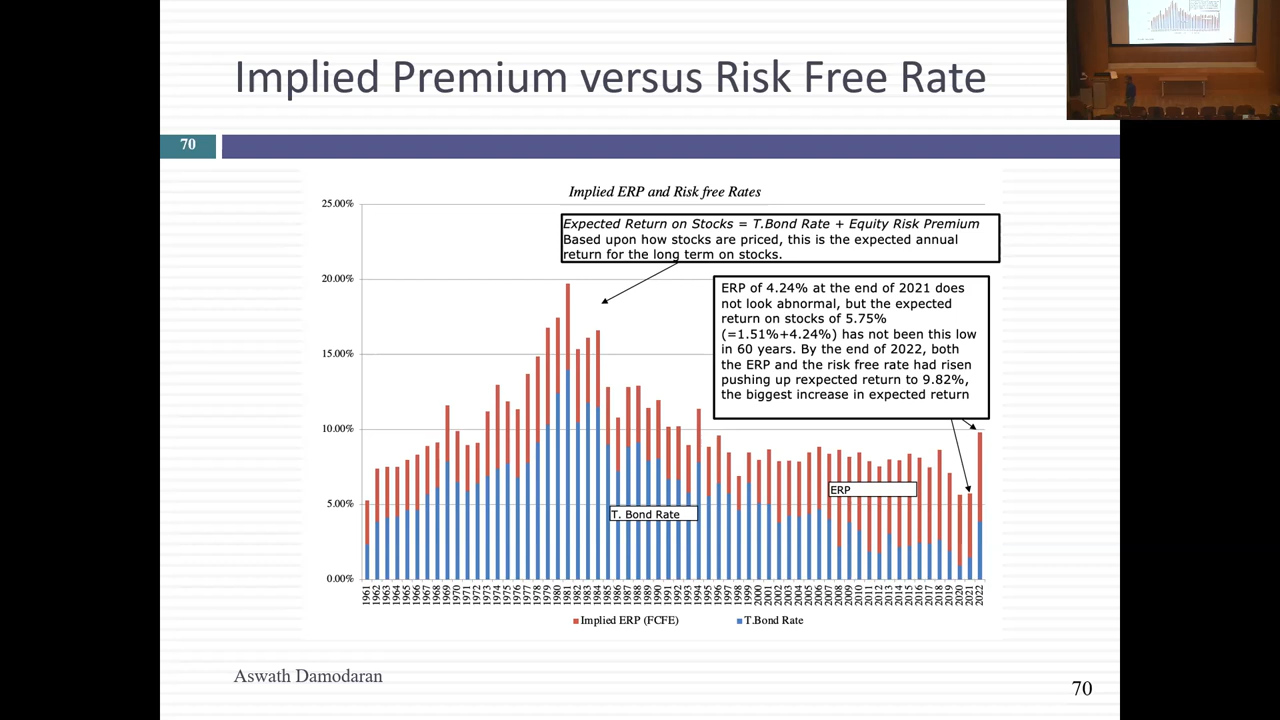 Implied Premium versus Risk Free Rate
70
Implied ERP and Risk free Rates
25.00%
20.00%
15.00%
10.00%
5.00%
0.00%
Expected Return on Stocks = T.Bond Rate + Equity Risk Premium
Based upon how stocks are priced, this is the expected annual
return for the long term on stocks.
ERP of 4.24% at the end of 2021 does
not look abnormal, but the expected
return on stocks of 5.75%
(=1.51%+4.24%) has not been this low
in 60 years. By the end of 2022, both
the ERP and the risk free rate had risen
pushing up rexpected return to 9.82%,
the biggest increase in expected return
ERP
T. Bond Rate
1961 1962 1963 1964 1965 1966 1967 1968 1969 1970 1971 1972 1973 1974 1975 1976 1977 1978 1979 1980 1981 1982 1983 1984 1985 1986 1987 1988 1989 1990 1991 1992 1993 1994 1995 1996 1997 1998 1999 2000 2001 2002 2003 2004 2005 2006 2007 2008 2009 2010 2011 2012 2013 2014 2015 2016 2017 2018 2019 2020 2021 2022
Implied ERP (FCFE)
T.Bond Rate
Aswath Damodaran
70